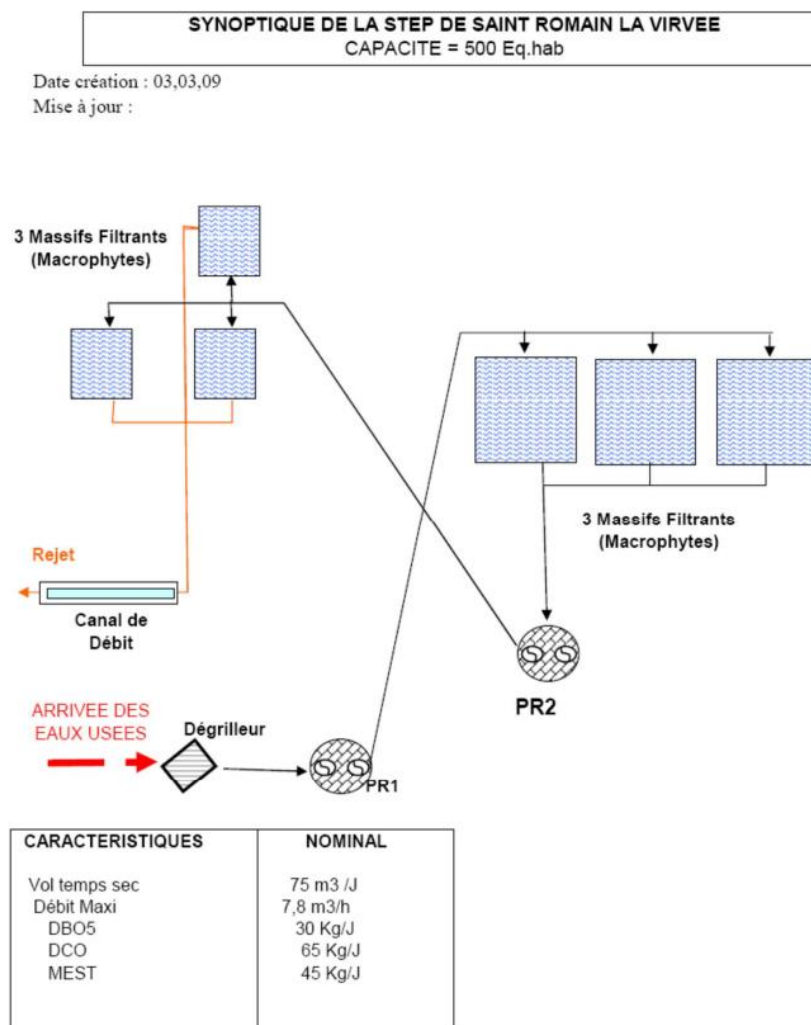 SYNOPTIQUE DE LA STEP DE SAINT ROMAIN LA VIRVEE
CAPACITE = 500 Eq.hab
Date création : 03,03,09
Mise à jour :
3 Massifs Filtrants
(Macrophytes)
3 Massifs Filtrants
(Macrophytes)
Rejet
Canal de
Débit
PR2
ARRIVEE DES
EAUX USEES
Dégrilleur
PR1
CARACTERISTIQUES NOMINAL
Vol temps sec 75 m3 /J
Débit Maxi 7,8 m3/h
DBO5 30 Kg/J
DCO 65 Kg/J
MEST 45 Kg/J